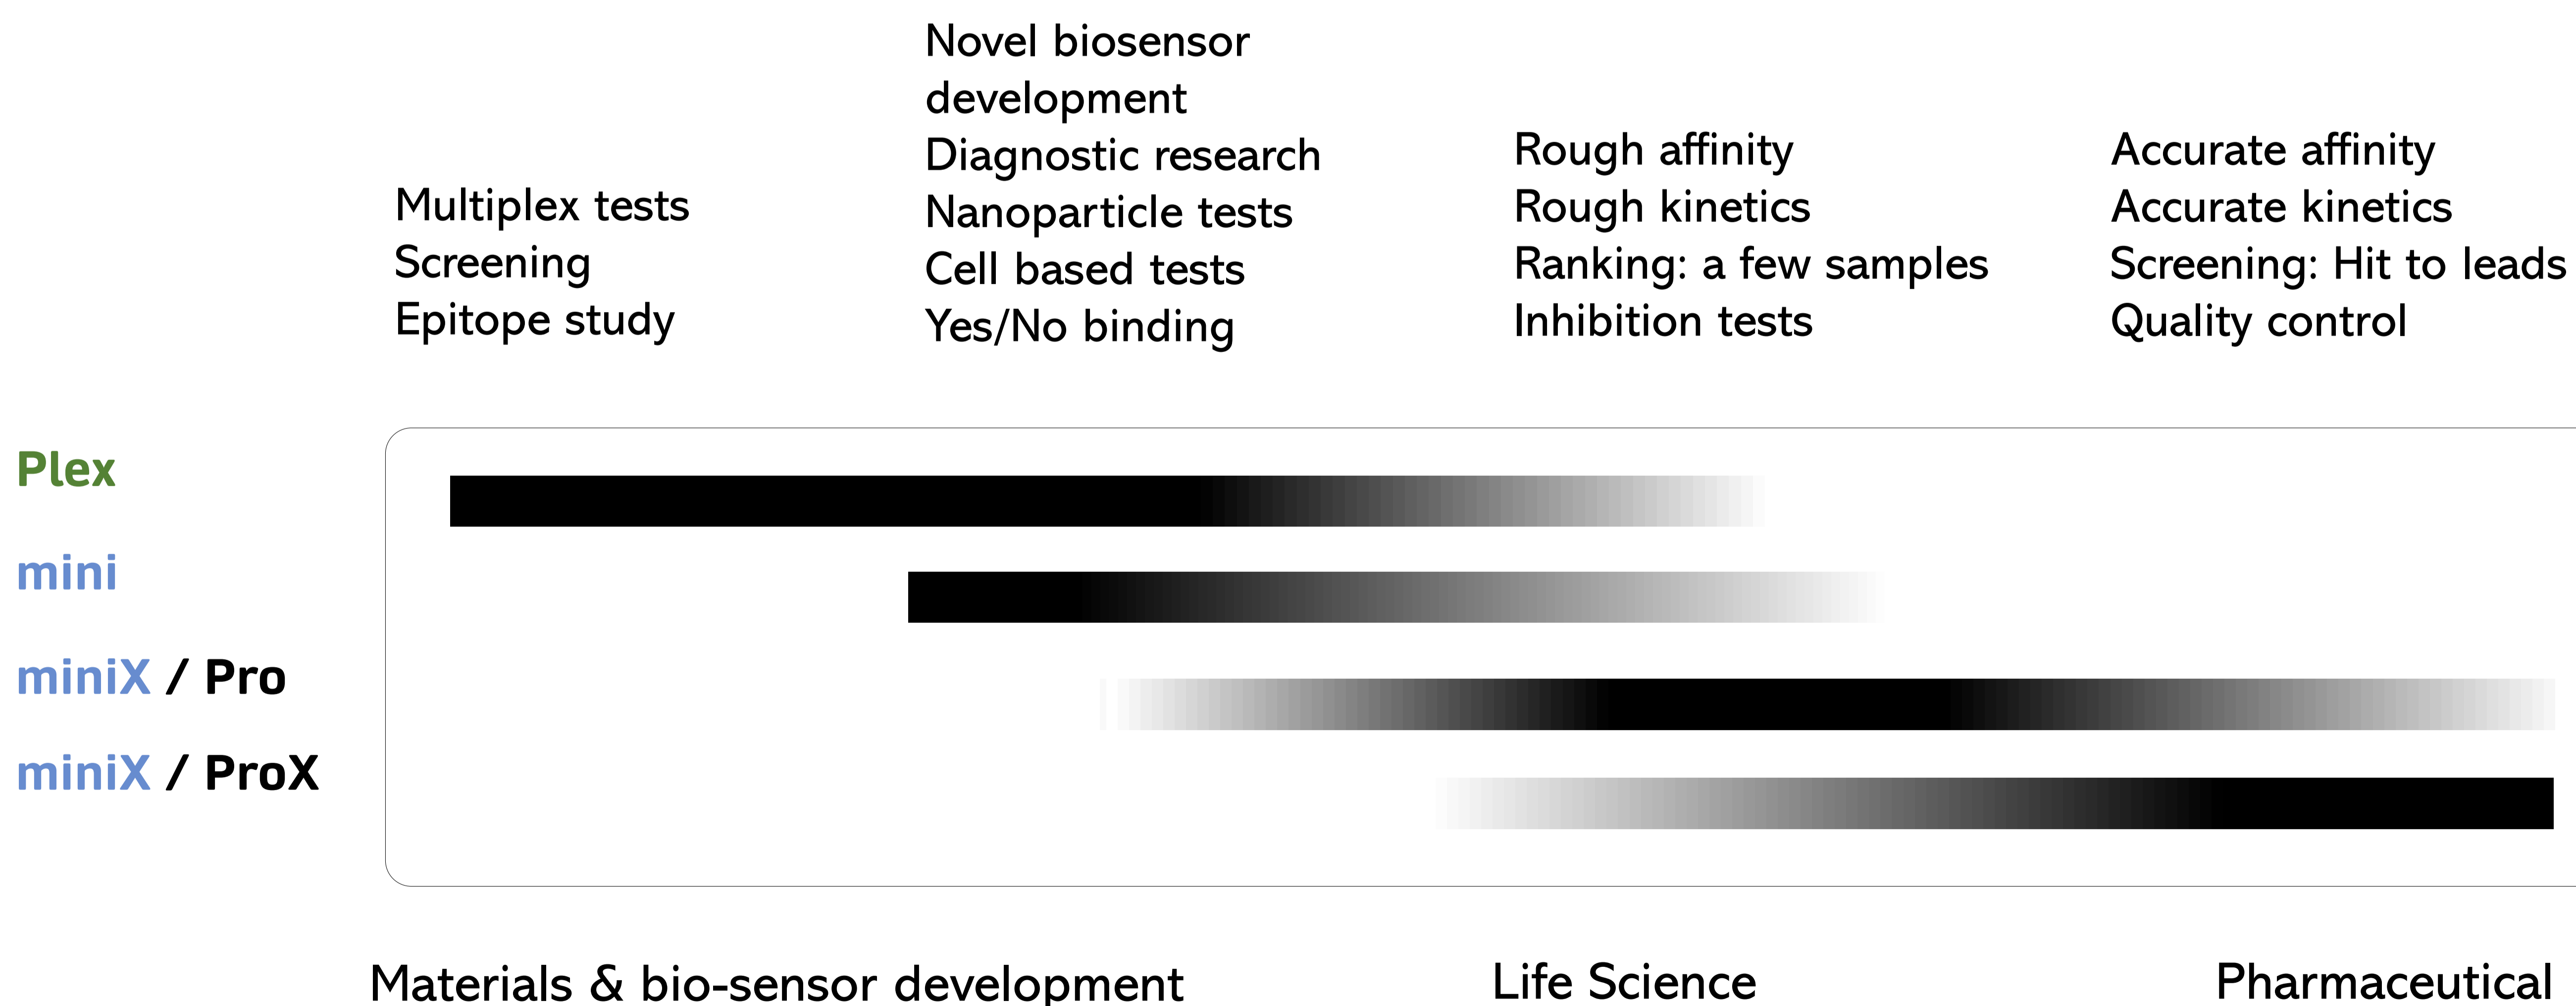 Novel biosensor
development
Diagnostic research
Nanoparticle tests
Cell based tests
Yes/No binding
Multiplex tests
Screening
Epitope study
Rough affinity
Rough kinetics
Ranking: a few samples
Inhibition tests
Accurate affinity
Accurate kinetics
Screening: Hit to leads
Quality control
Plex
mini
miniX / Pro
miniX / ProX
Materials & bio-sensor development
Life Science
Pharmaceutical